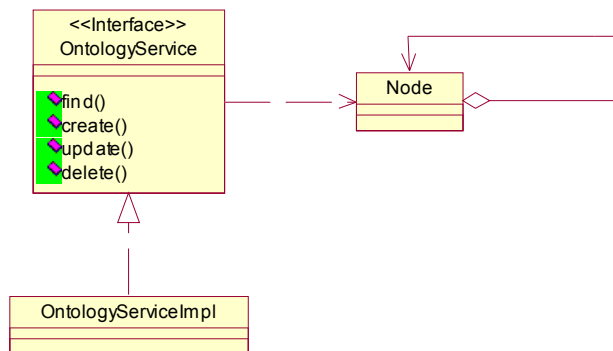 <<Interface>>
OntologyService
Node
find()
create()
update()
delete()
OntologyServiceImpl